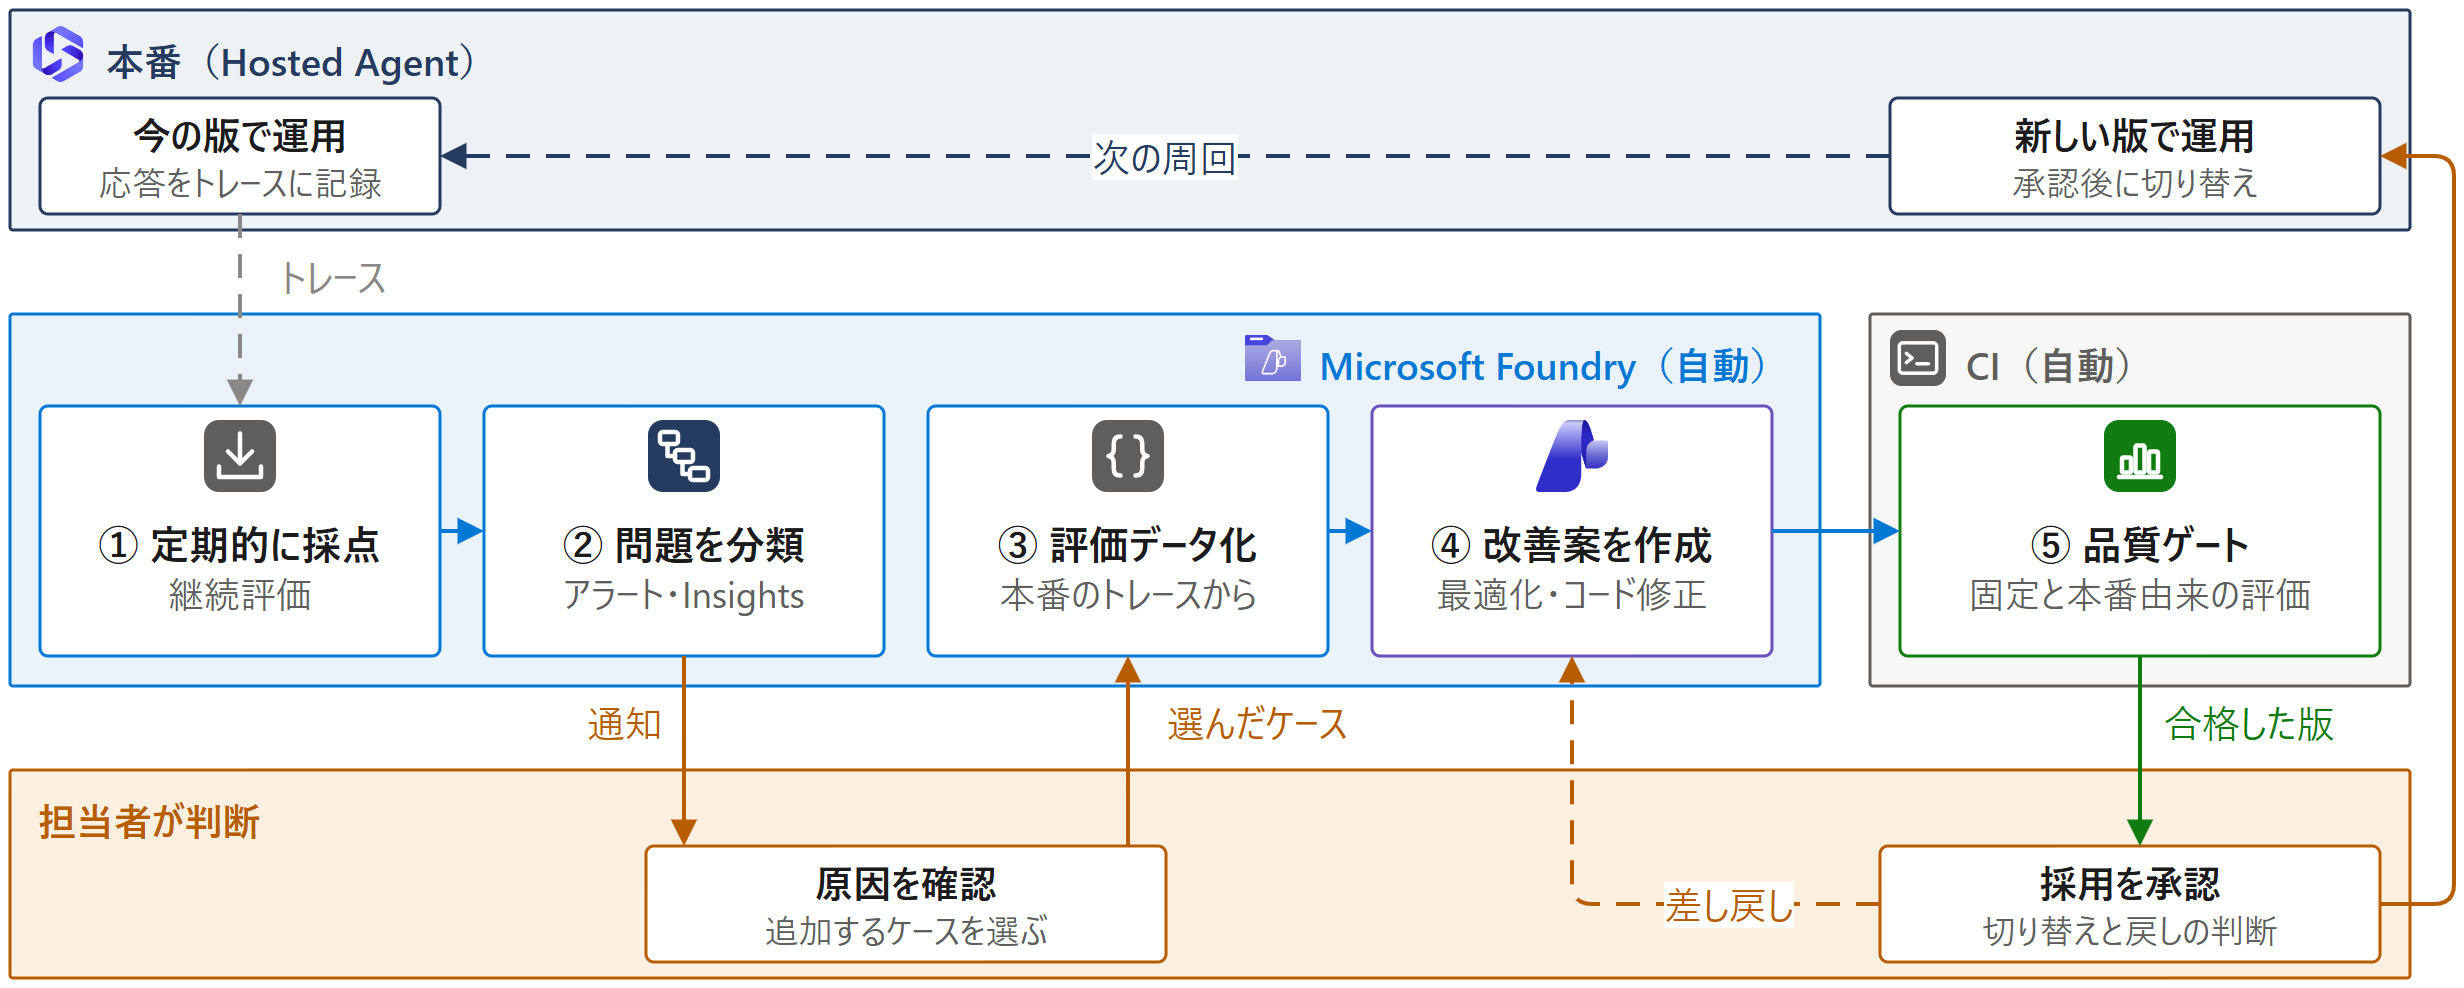 本番（Hosted Agent）
今の版で運用
応答をトレースに記録
次の周回
新しい版で運用
承認後に切り替え
トレース
Microsoft Foundry（自動）
CI（自動）
① 定期的に採点
継続評価
② 問題を分類
アラート・Insights
③ 評価データ化
本番のトレースから
④ 改善案を作成
最適化・コード修正
⑤ 品質ゲート
固定と本番由来の評価
通知
選んだケース
合格した版
担当者が判断
原因を確認
追加するケースを選ぶ
差し戻し
採用を承認
切り替えと戻しの判断